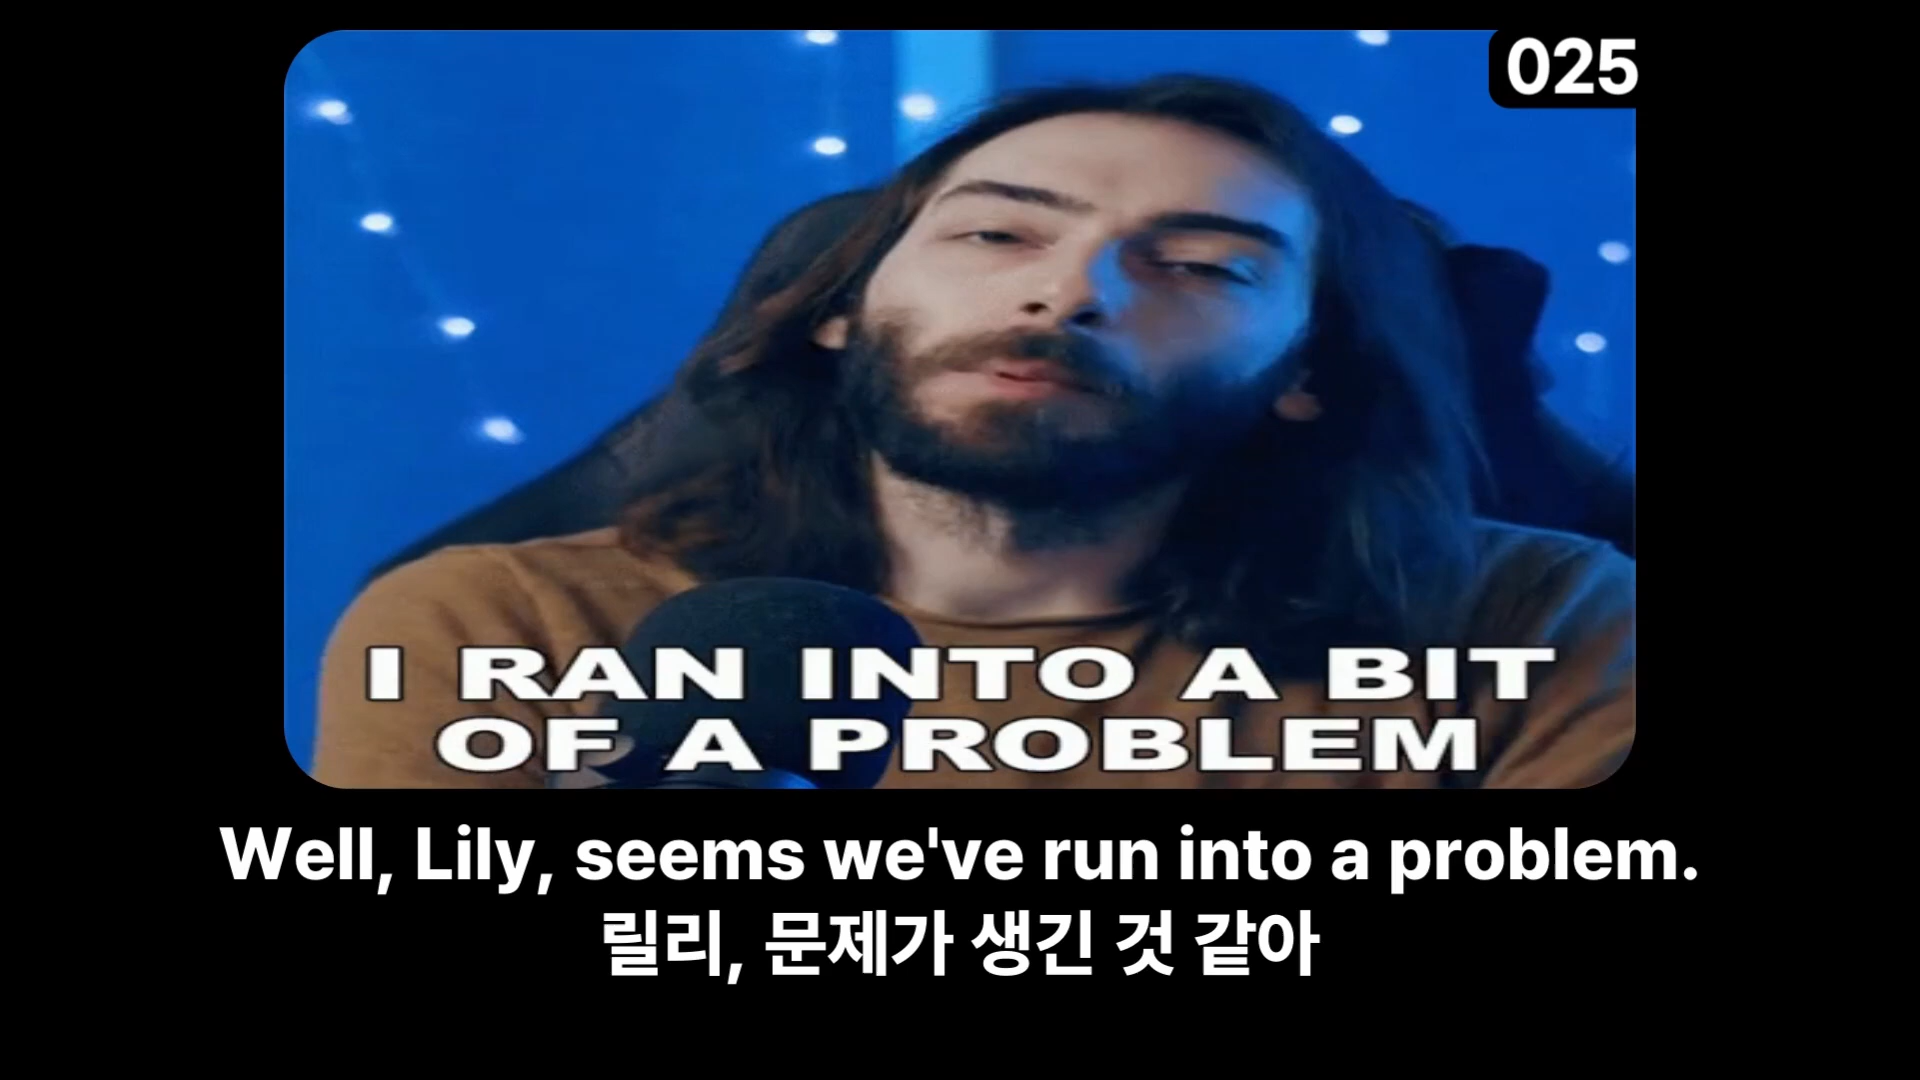 025
I RAN INTO A BIT
OF A PROBLEM
Well, Lily, seems we've run into a problem.
릴리, 문제가 생긴 것 같아